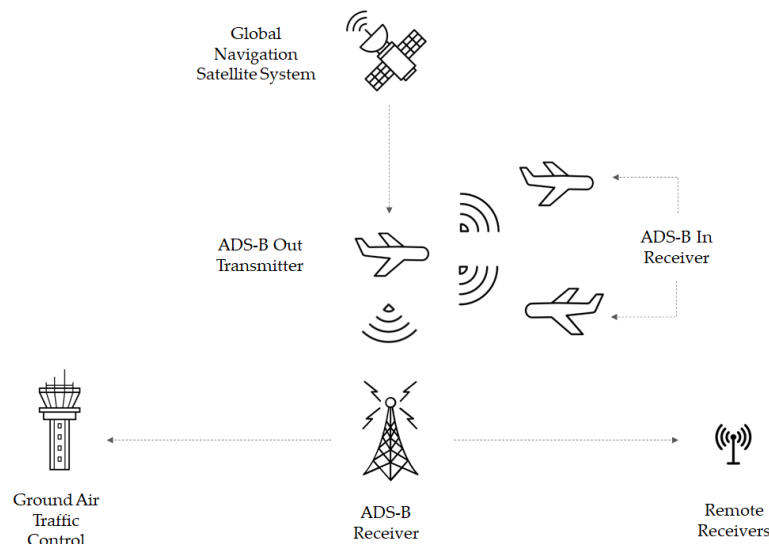 Global
Navigation
Satellite System
ADS-B Out
Transmitter
ADS-B In
Receiver
Ground Air
Traffic
Control
ADS-B
Receiver
Remote
Receivers